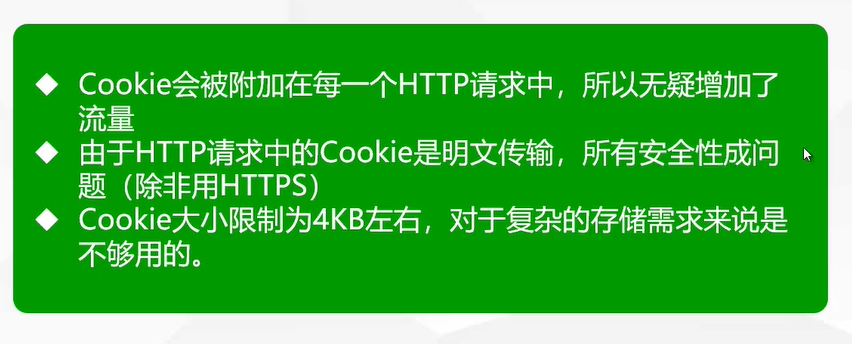 ◆ Cookie会被附加在每一个HTTP请求中，所以无疑增加了
流量
◆ 由于HTTP请求中的Cookie是明文传输，所有安全性成问
题（除非用HTTPS）
◆ Cookie大小限制为4KB左右，对于复杂的存储需求来说是
不够用的。